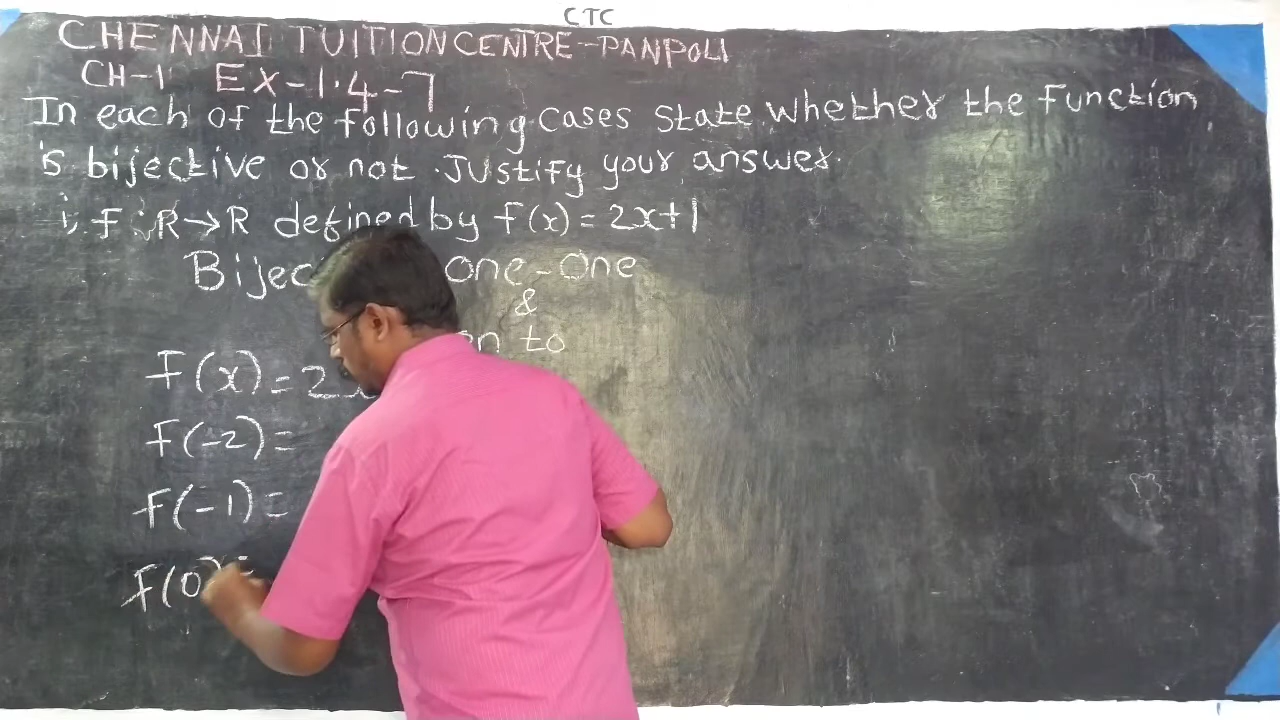 CTC
CHENNAI TUITION CENTRE-PANPOLI
CH-1 EX-1.4-7
In each of the following cases state whether the function
is bijective or not. Justify your answer.
i, f : R→R defined by f(x) = 2x+1
Bijec one-one
&
on to
F(x) = 2x
F(-2) =
f(-1) =
f(0) =